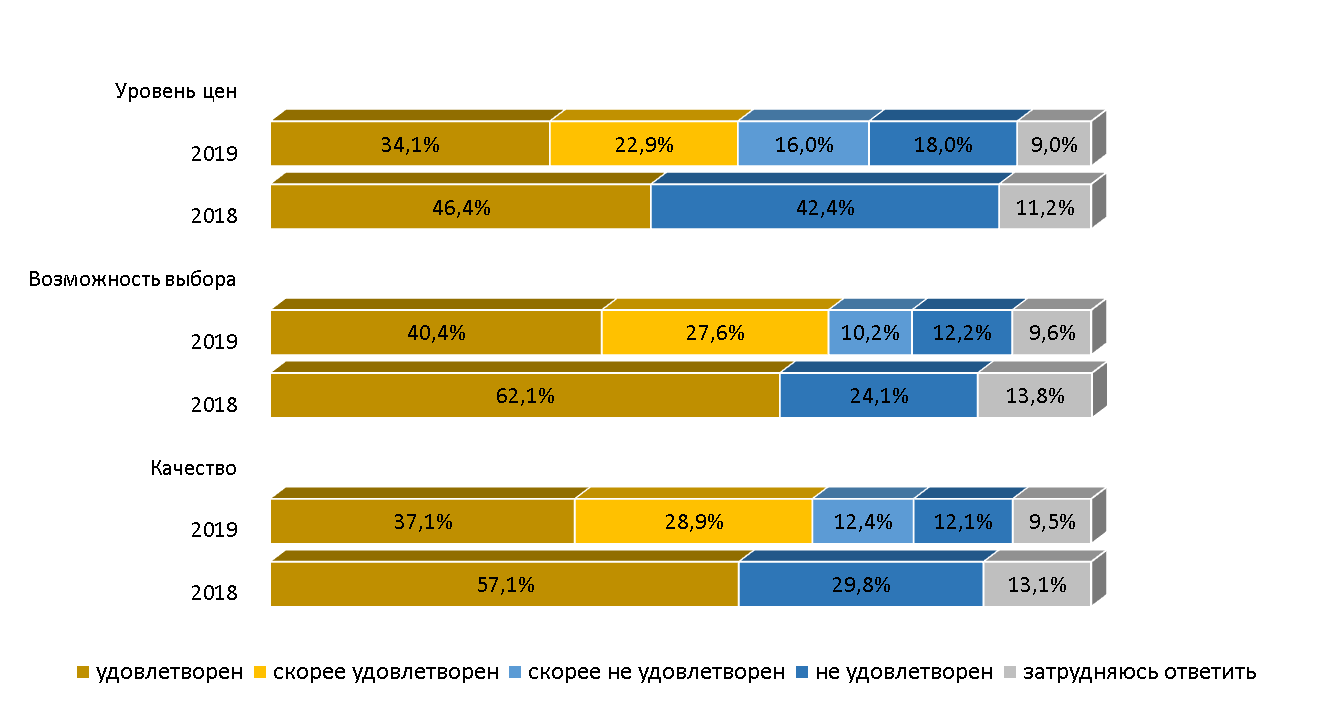 Уровень цен
2019 34,1% 22,9% 16,0% 18,0% 9,0%
2018 46,4% 42,4% 11,2%
Возможность выбора
2019 40,4% 27,6% 10,2% 12,2% 9,6%
2018 62,1% 24,1% 13,8%
Качество
2019 37,1% 28,9% 12,4% 12,1% 9,5%
2018 57,1% 29,8% 13,1%
удовлетворен скорее удовлетворен скорее не удовлетворен не удовлетворен затрудняюсь ответить